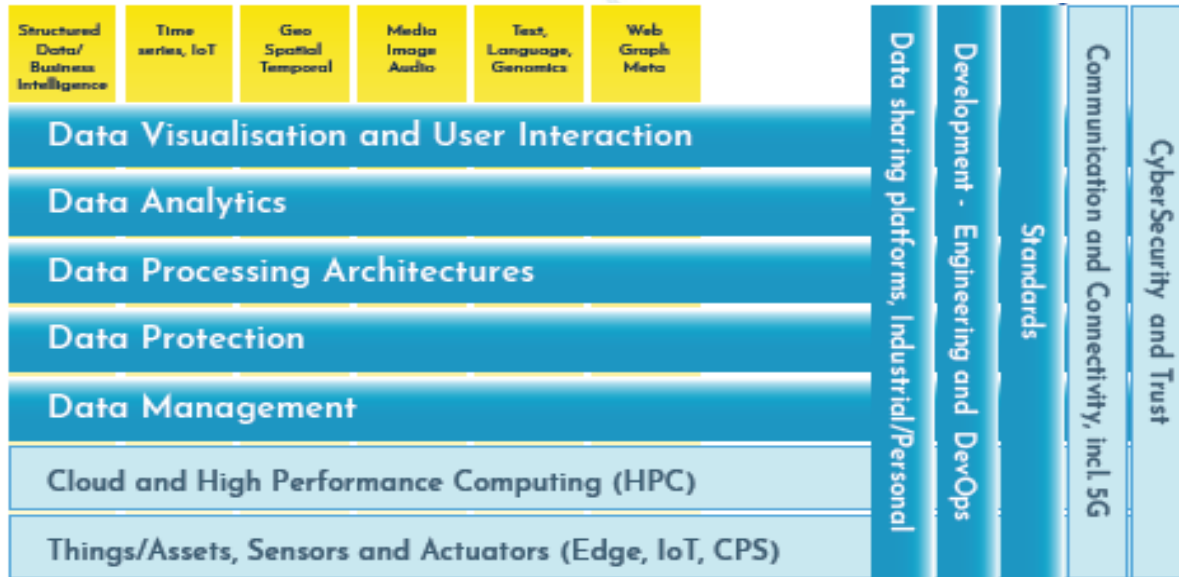 Structured
Data/
Business
Intelligence
Time
series, IoT
Geo
Spatial
Temporal
Media
Image
Audio
Text,
Language,
Genomics
Web
Graph
Meta
Data Visualisation and User Interaction
Data Analytics
Data Processing Architectures
Data Protection
Data Management
Cloud and High Performance Computing (HPC)
Things/Assets, Sensors and Actuators (Edge, IoT, CPS)
Data sharing platforms, Industrial/Personal
Development - Engineering and DevOps
Standards
Communication and Connectivity, incl. 5G
CyberSecurity and Trust